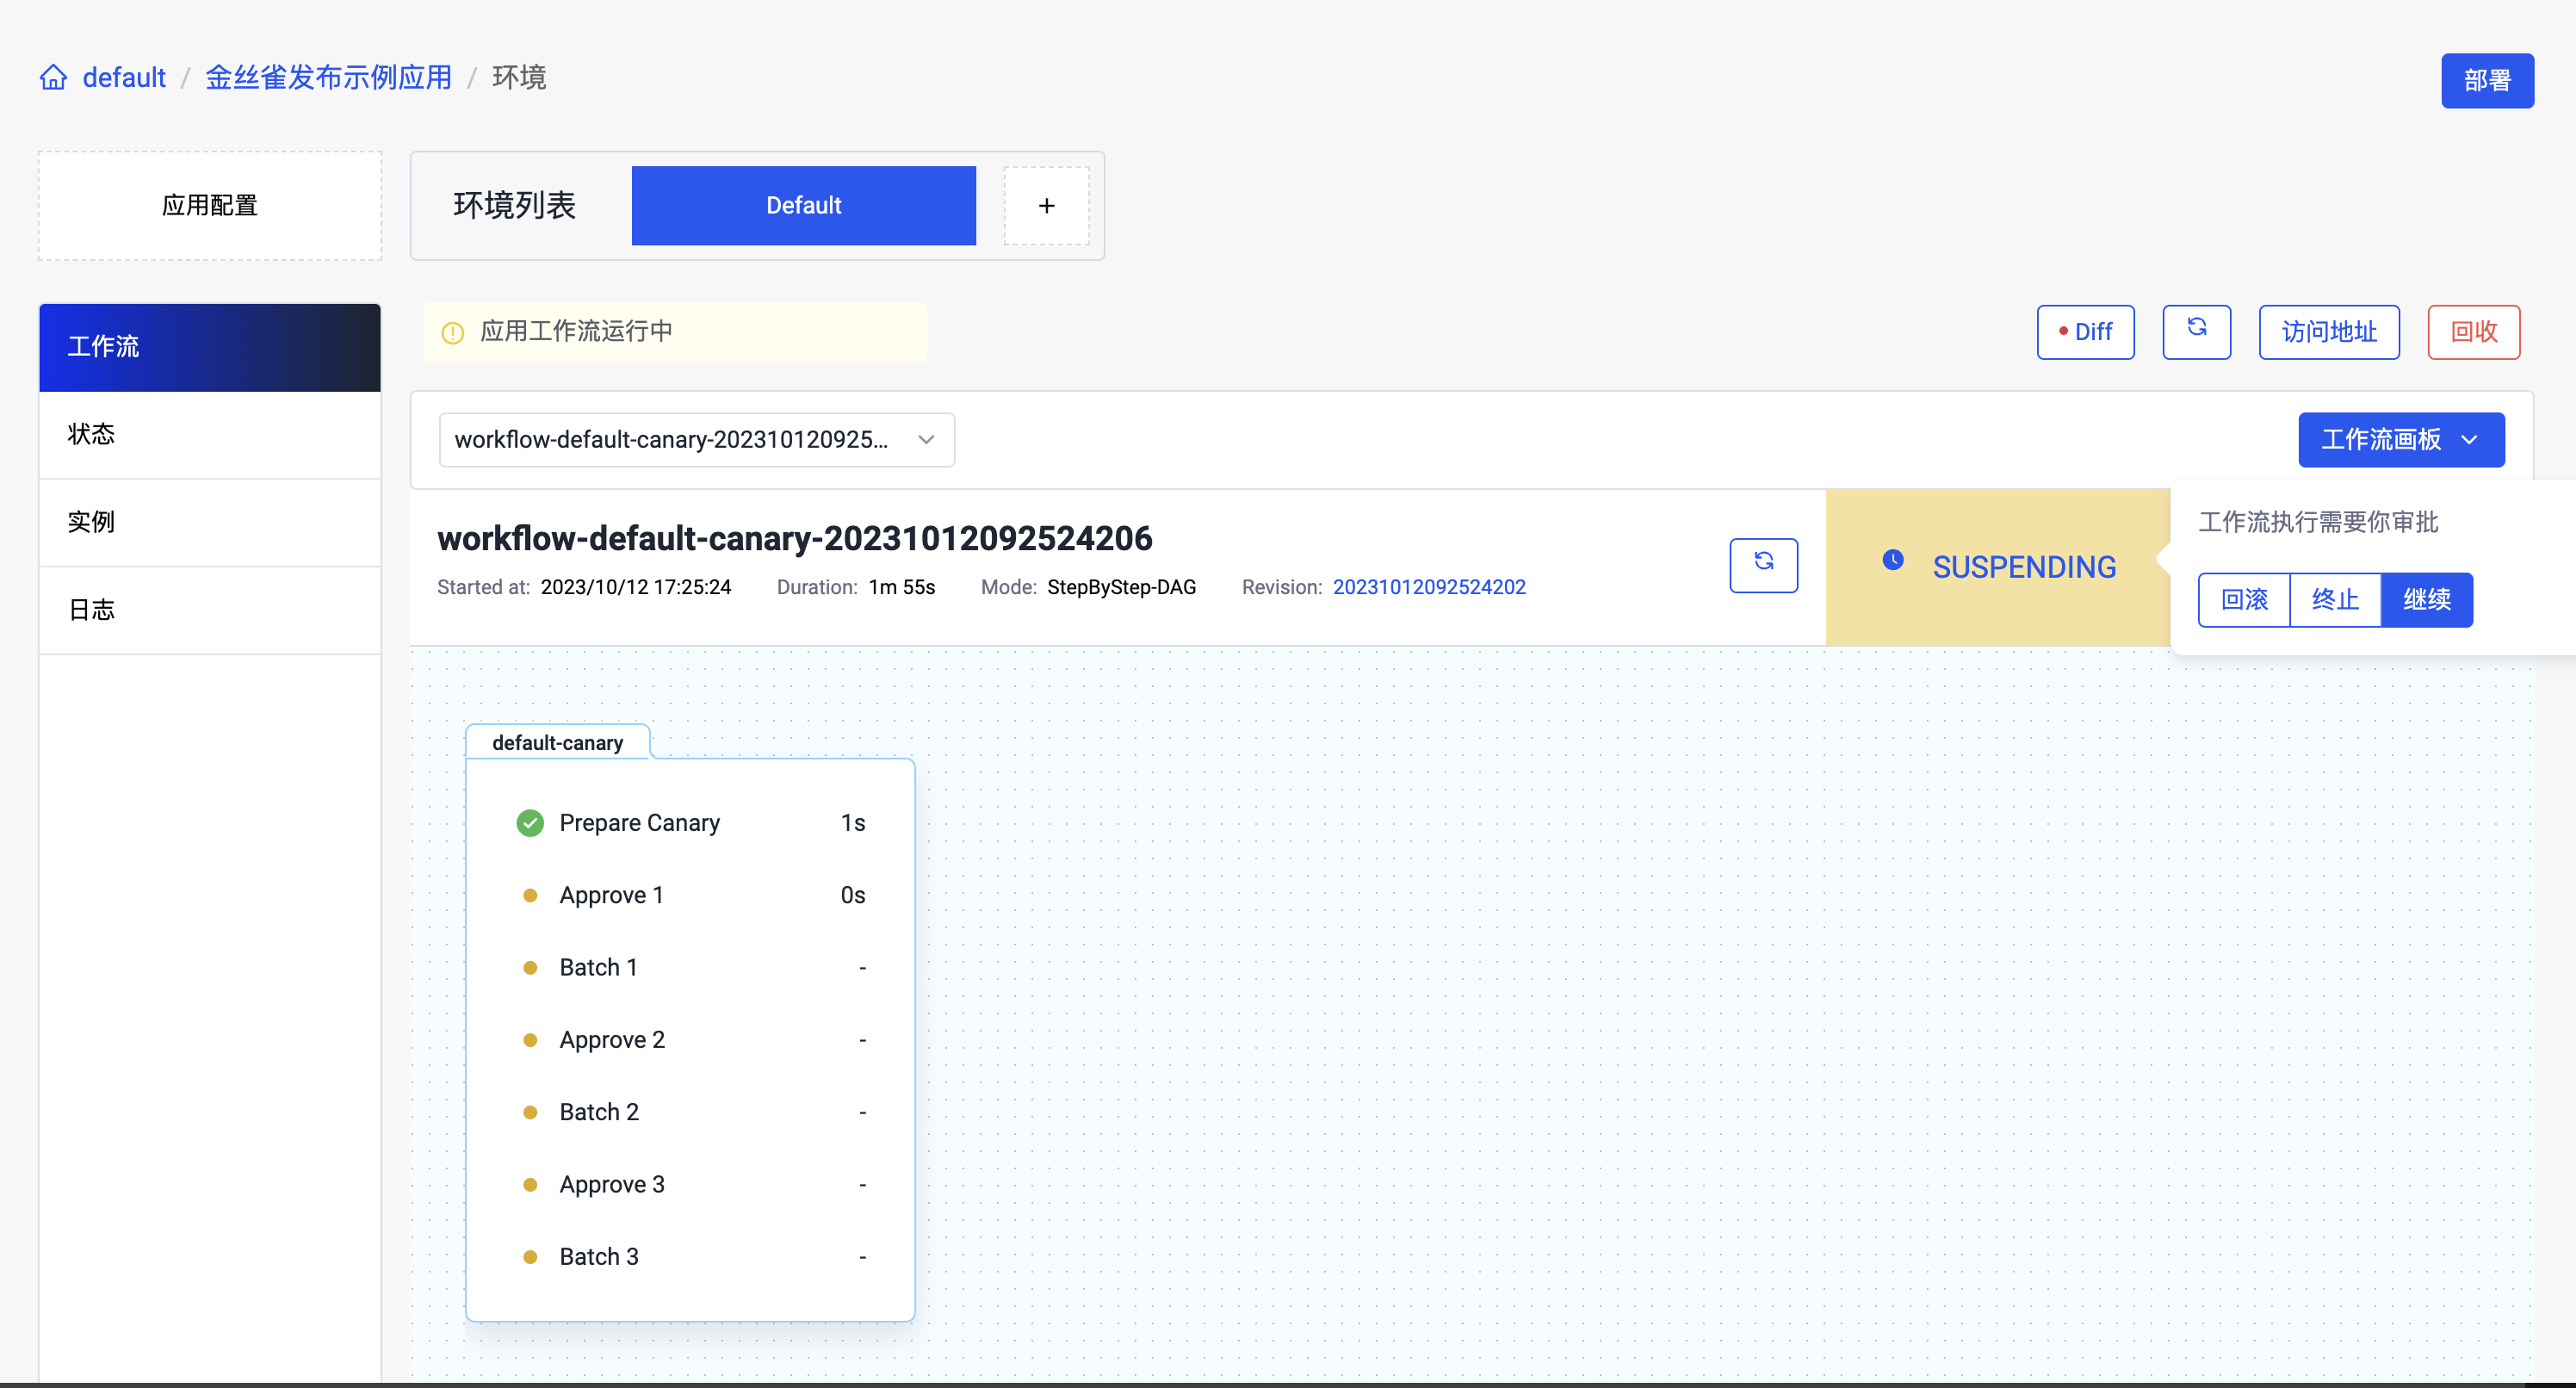 default / 金丝雀发布示例应用 / 环境
部署
应用配置
环境列表
Default
+
工作流
状态
实例
日志
应用工作流运行中
Diff
访问地址
回收
workflow-default-canary-202310120925...
工作流画板
workflow-default-canary-20231012092524206
Started at: 2023/10/12 17:25:24 Duration: 1m 55s Mode: StepByStep-DAG Revision: 20231012092524202
SUSPENDING
工作流执行需要你审批
回滚 终止 继续
default-canary
Prepare Canary 1s
Approve 1 0s
Batch 1 -
Approve 2 -
Batch 2 -
Approve 3 -
Batch 3 -